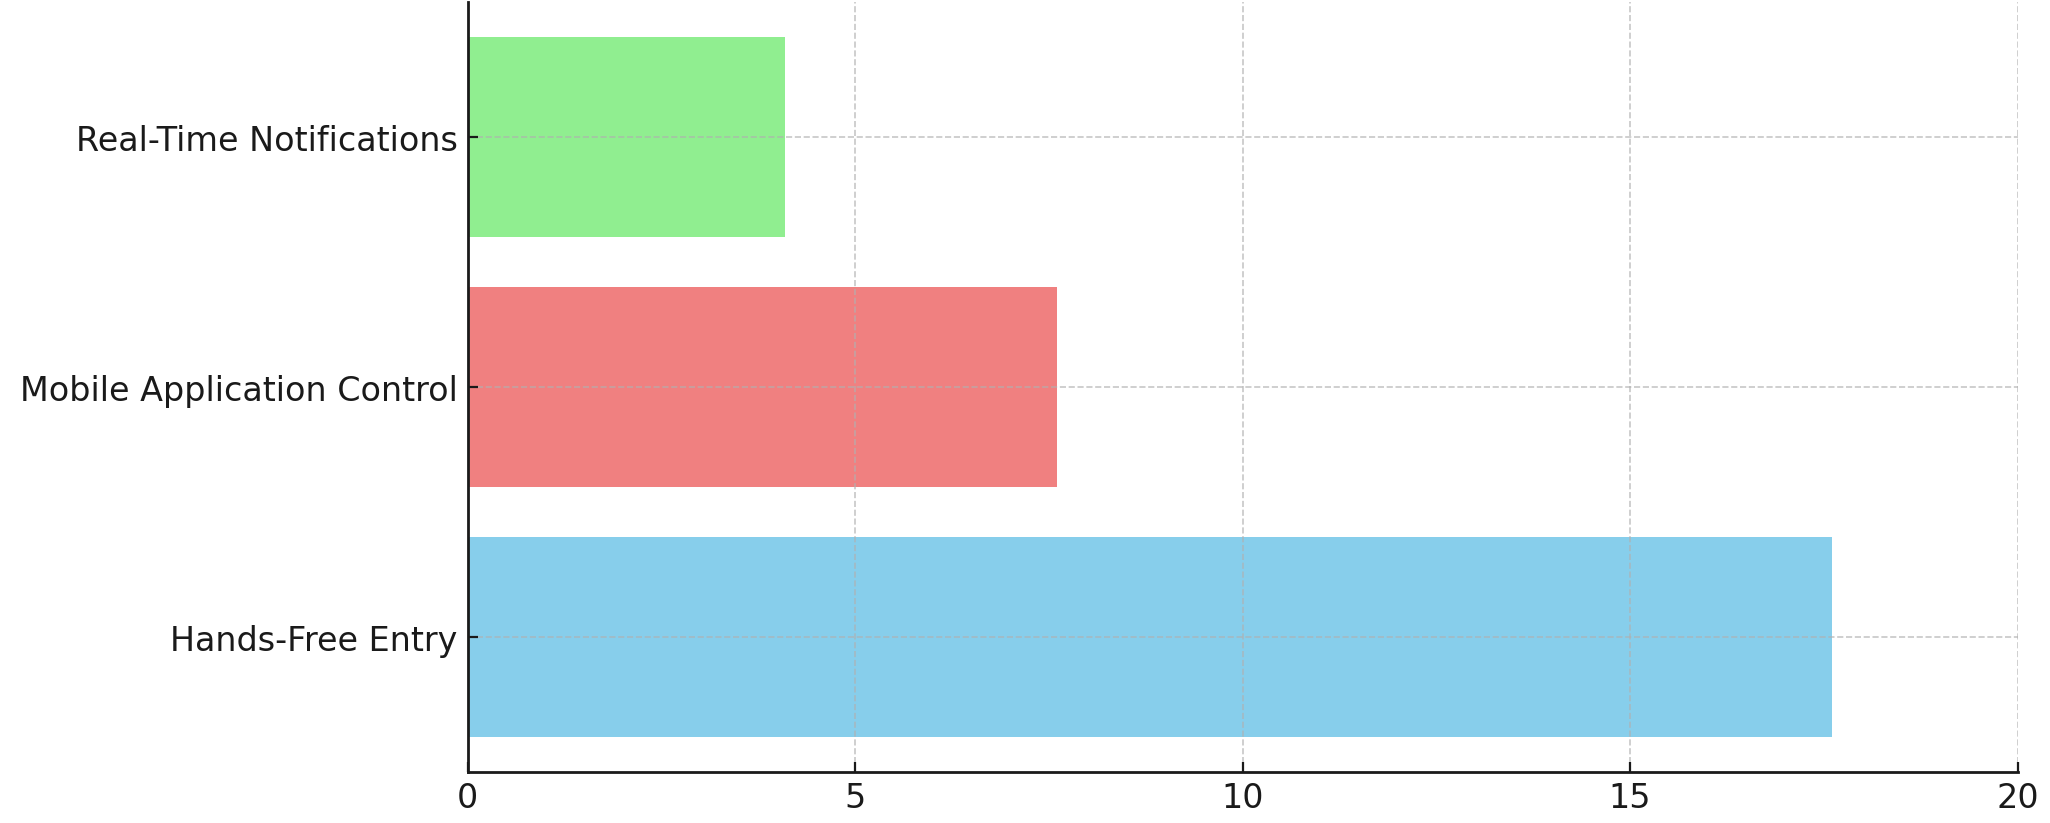 Real-Time Notifications
Mobile Application Control
Hands-Free Entry
0 5 10 15 20